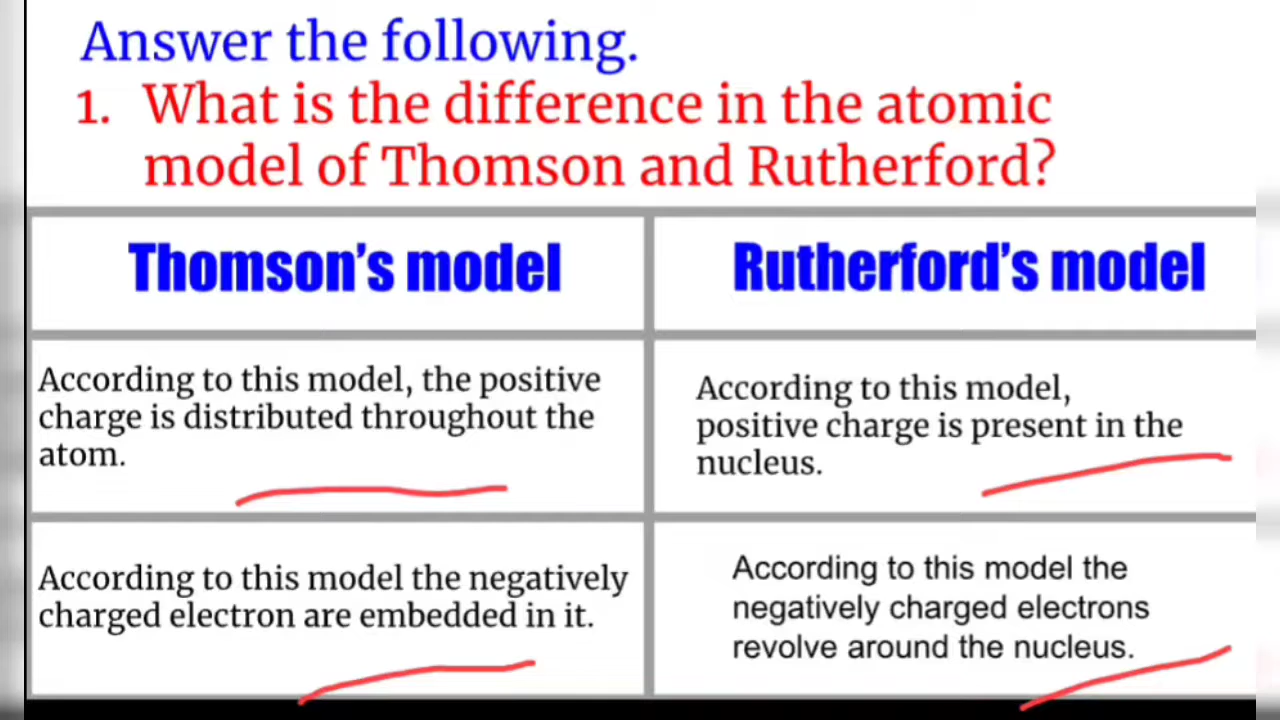 Answer the following.
1. What is the difference in the atomic
model of Thomson and Rutherford?
Thomson's model
Rutherford's model
According to this model, the positive
charge is distributed throughout the
atom.
According to this model,
positive charge is present in the
nucleus.
According to this model the negatively
charged electron are embedded in it.
According to this model the
negatively charged electrons
revolve around the nucleus.